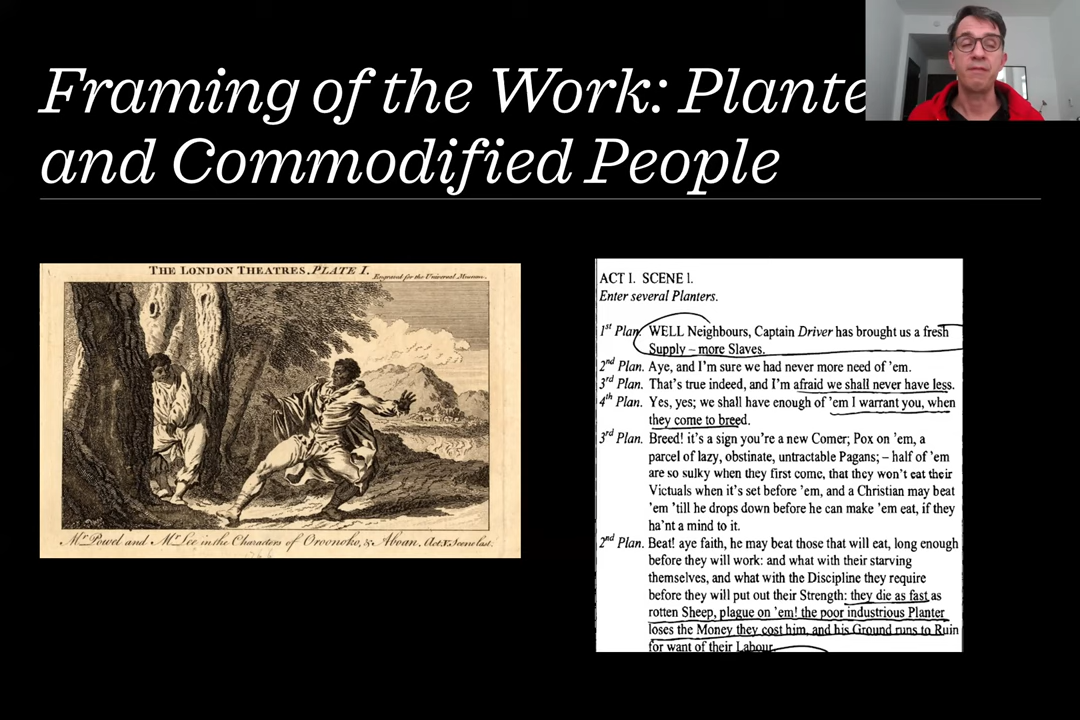 Framing of the Work: Plante
and Commodified People
THE LONDON THEATRES. PLATE I.
Engraved for the Universal Museum.
Mr. Powel and Mr. Lee in the Characters of Oroonoko, & Aboan. Act V. Scene last.
ACT I. SCENE I.
Enter several Planters.
1st Plan. WELL Neighbours, Captain Driver has brought us a fresh
Supply – more Slaves.
2nd Plan. Aye, and I'm sure we had never more need of 'em.
3rd Plan. That's true indeed, and I'm afraid we shall never have less.
4th Plan. Yes, yes; we shall have enough of 'em I warrant you, when
they come to breed.
3rd Plan. Breed! it's a sign you're a new Comer; Pox on 'em, a
parcel of lazy, obstinate, untractable Pagans; – half of 'em
are so sulky when they first come, that they won't eat their
Victuals when it's set before 'em, and a Christian may beat
'em 'till he drops down before he can make 'em eat, if they
ha'nt a mind to it.
2nd Plan. Beat! aye faith, he may beat those that will eat, long enough
before they will work: and what with their starving
themselves, and what with the Discipline they require
before they will put out their Strength: they die as fast as
rotten Sheep, plague on 'em! the poor industrious Planter
loses the Money they cost him, and his Ground runs to Ruin
for want of their Labour.